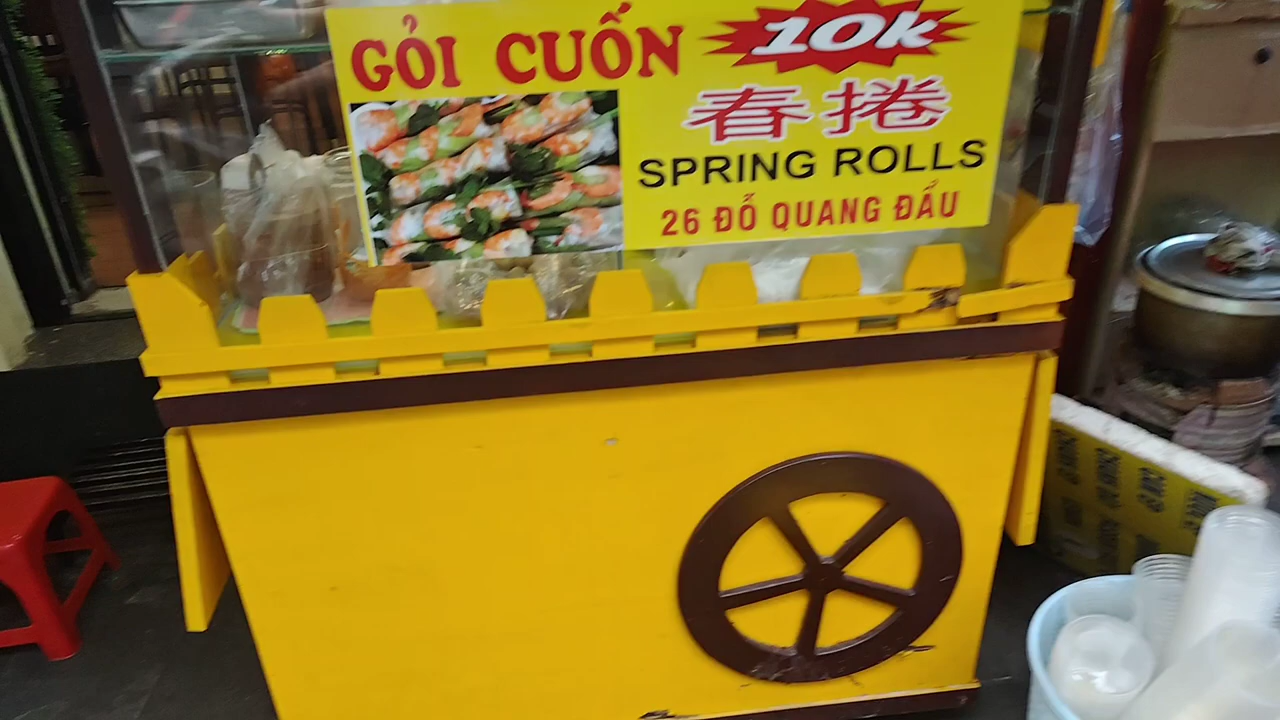 GỎI CUỐN
10k
春捲
SPRING ROLLS
26 ĐỖ QUANG ĐẨU